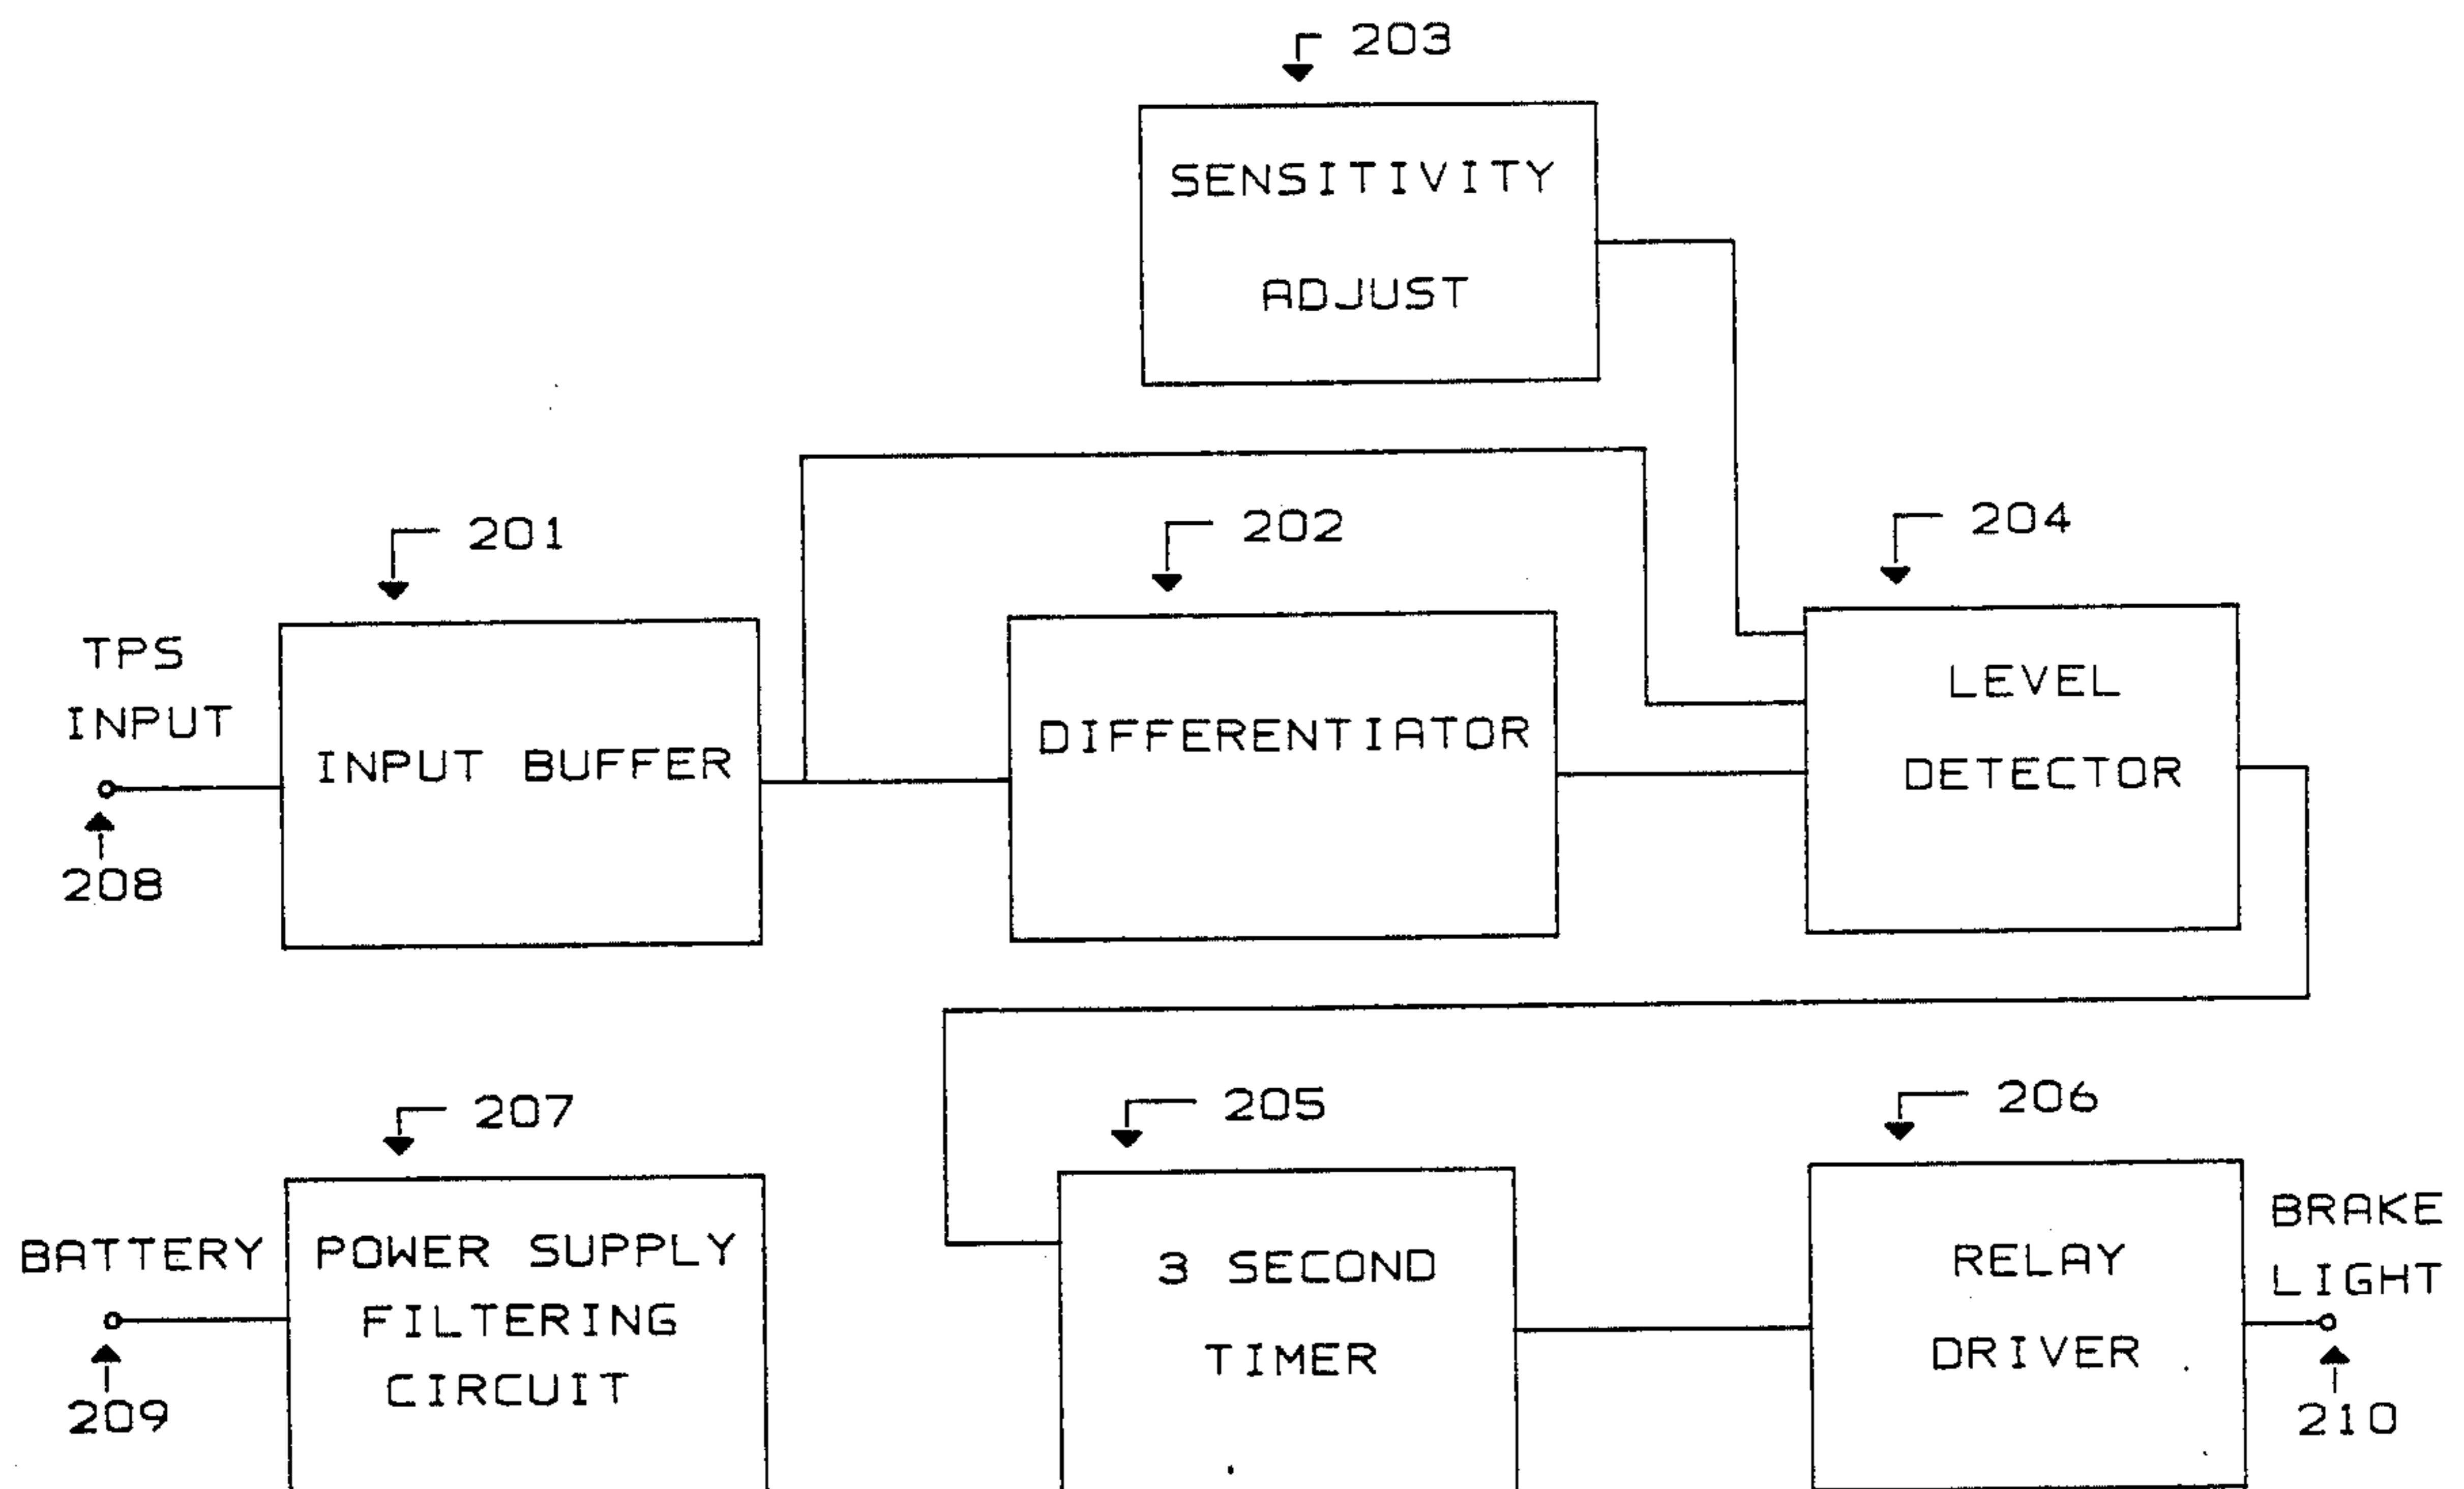 203
SENSITIVITY
ADJUST
201
202
204
TPS
INPUT
INPUT BUFFER
DIFFERENTIATOR
LEVEL
DETECTOR
208
207
205
206
BATTERY
POWER SUPPLY
FILTERING
CIRCUIT
3 SECOND
TIMER
RELAY
DRIVER
BRAKE
LIGHT
209
210